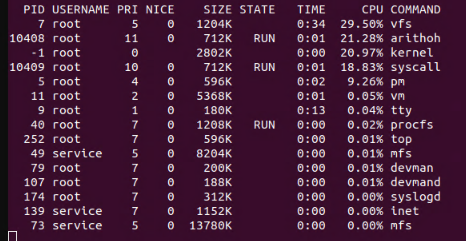 PID USERNAME PRI NICE SIZE STATE TIME CPU COMMAND
7 root 5 0 1204K 0:34 29.50% vfs
10408 root 11 0 712K RUN 0:01 21.28% arithoh
-1 root 0 2802K 0:00 20.97% kernel
10409 root 10 0 712K RUN 0:01 18.83% syscall
5 root 4 0 596K 0:02 9.26% pm
11 root 2 0 5368K 0:01 0.05% vm
9 root 1 0 180K 0:13 0.04% tty
40 root 7 0 1208K RUN 0:00 0.02% procfs
252 root 7 0 596K 0:00 0.01% top
49 service 5 0 8204K 0:00 0.01% mfs
79 root 7 0 200K 0:00 0.01% devman
107 root 7 0 188K 0:00 0.01% devmand
174 root 7 0 312K 0:00 0.00% syslogd
139 service 7 0 1152K 0:00 0.00% inet
73 service 5 0 13780K 0:00 0.00% mfs